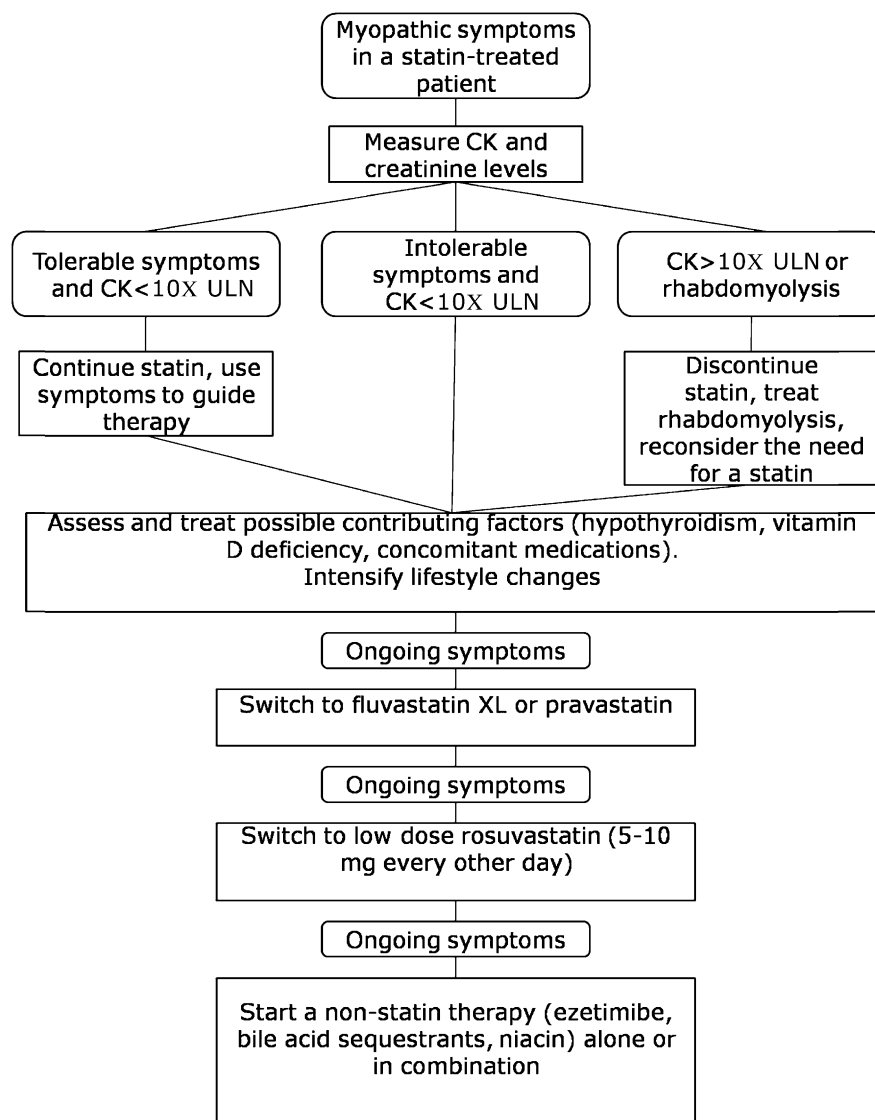 Myopathic symptoms
in a statin-treated
patient
Measure CK and
creatinine levels
Tolerable symptoms
and CK<10X ULN
Intolerable
symptoms and
CK<10X ULN
CK>10X ULN or
rhabdomyolysis
Continue statin, use
symptoms to guide
therapy
Discontinue
statin, treat
rhabdomyolysis,
reconsider the need
for a statin
Assess and treat possible contributing factors (hypothyroidism, vitamin
D deficiency, concomitant medications).
Intensify lifestyle changes
Ongoing symptoms
Switch to fluvastatin XL or pravastatin
Ongoing symptoms
Switch to low dose rosuvastatin (5-10
mg every other day)
Ongoing symptoms
Start a non-statin therapy (ezetimibe,
bile acid sequestrants, niacin) alone or
in combination